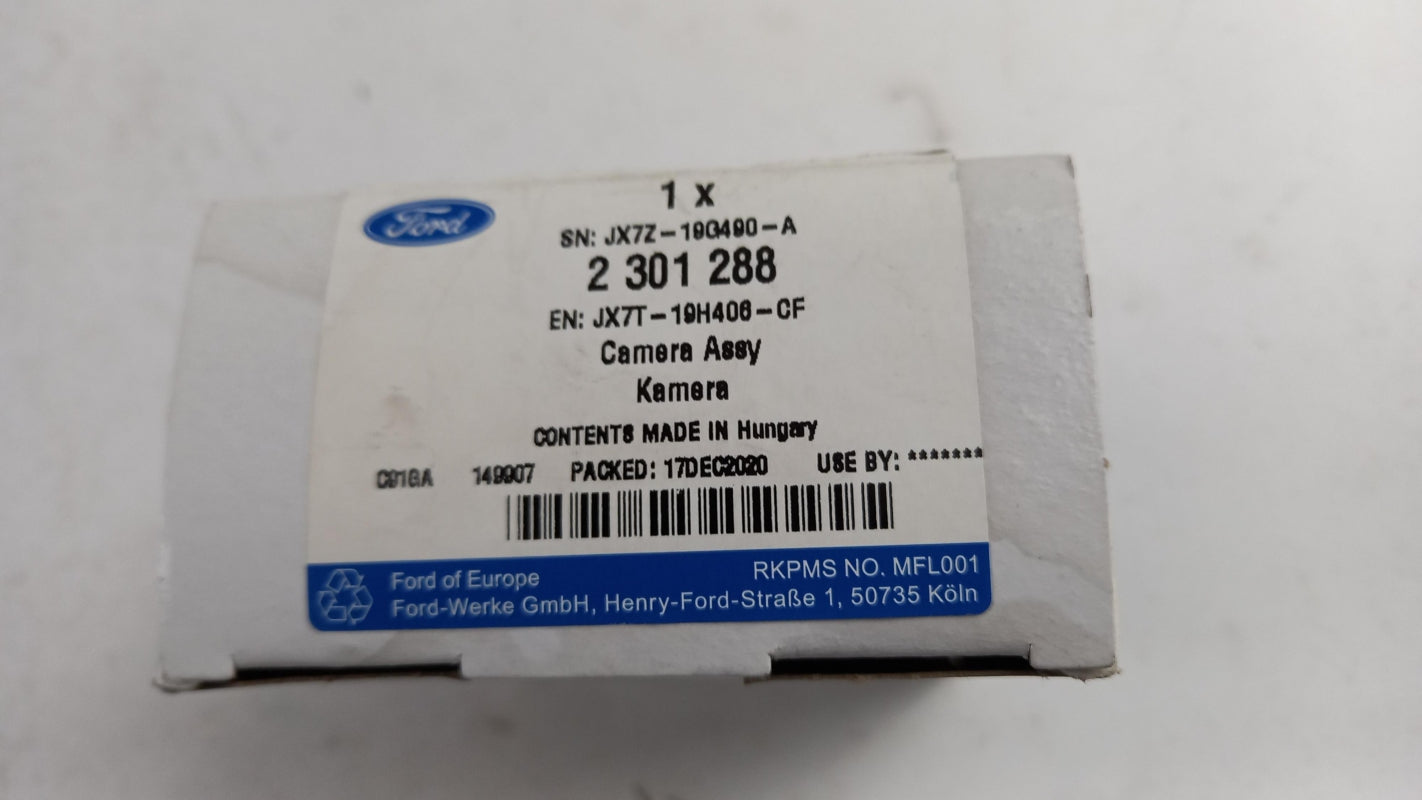 Ford
1 x
SN: JX7Z-19G490-A
2 301 288
EN: JX7T-19H406-CF
Camera Assy
Kamera
CONTENTS MADE IN Hungary
C91GA 149907 PACKED: 17DEC2020 USE BY: *******
Ford of Europe RKPMS NO. MFL001
Ford-Werke GmbH, Henry-Ford-Straße 1, 50735 Köln